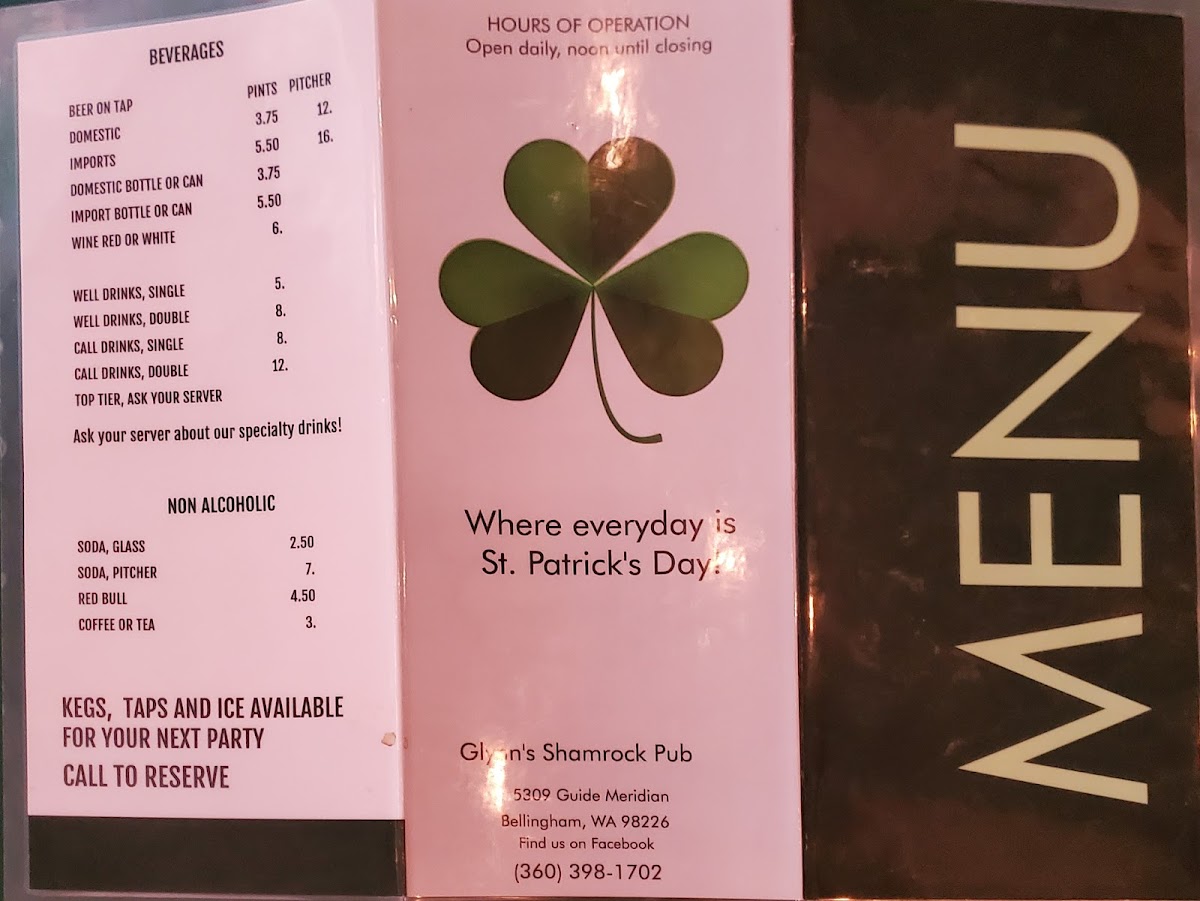 BEVERAGES
PINTS PITCHER
BEER ON TAP
DOMESTIC 3.75 12.
IMPORTS 5.50 16.
DOMESTIC BOTTLE OR CAN 3.75
IMPORT BOTTLE OR CAN 5.50
WINE RED OR WHITE 6.
WELL DRINKS, SINGLE 5.
WELL DRINKS, DOUBLE 8.
CALL DRINKS, SINGLE 8.
CALL DRINKS, DOUBLE 12.
TOP TIER, ASK YOUR SERVER
Ask your server about our specialty drinks!
NON ALCOHOLIC
SODA, GLASS 2.50
SODA, PITCHER 7.
RED BULL 4.50
COFFEE OR TEA 3.
KEGS, TAPS AND ICE AVAILABLE
FOR YOUR NEXT PARTY
CALL TO RESERVE
HOURS OF OPERATION
Open daily, noon until closing
Where everyday is
St. Patrick's Day!
Glynn's Shamrock Pub
5309 Guide Meridian
Bellingham, WA 98226
Find us on Facebook
(360) 398-1702
MENU